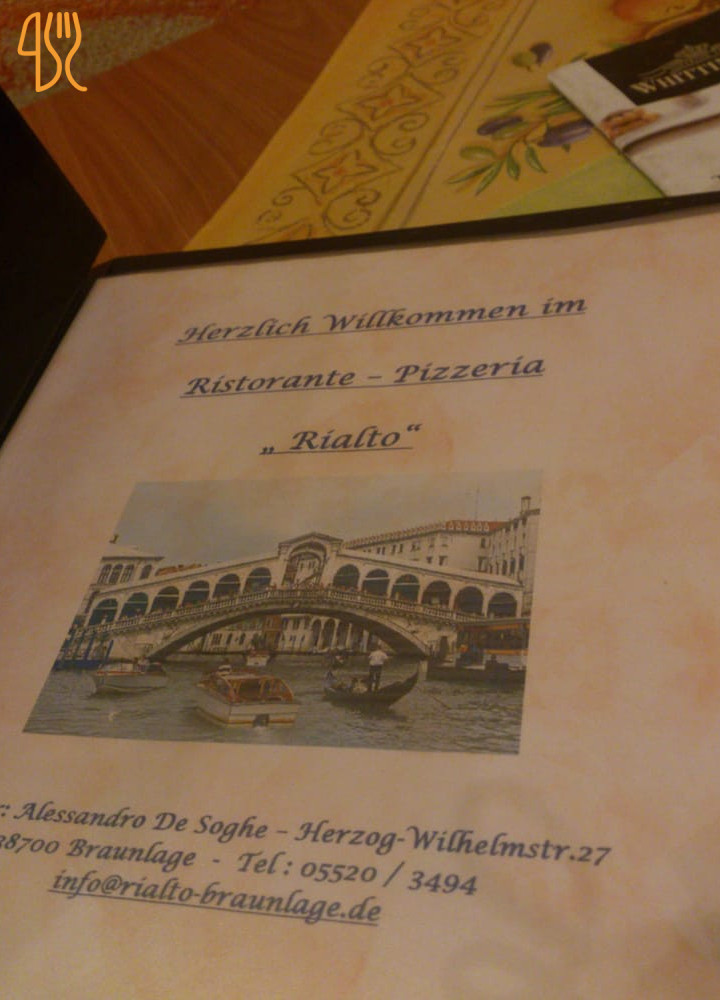 Herzlich Willkommen im
Ristorante – Pizzeria
„ Rialto“
: Alessandro De Soghe – Herzog-Wilhelmstr.27
38700 Braunlage - Tel : 05520 / 3494
info@rialto-braunlage.de